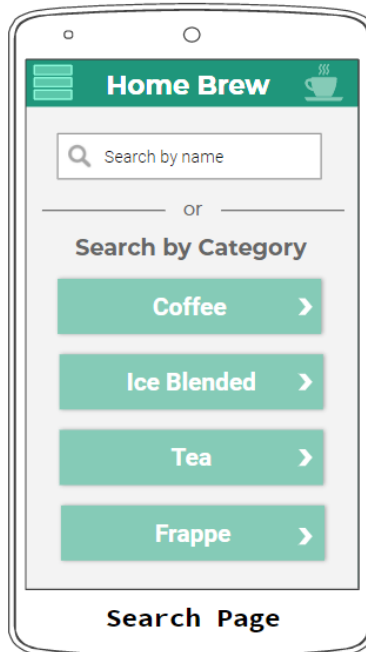 Home Brew
Search by name
or
Search by Category
Coffee
Ice Blended
Tea
Frappe
Search Page